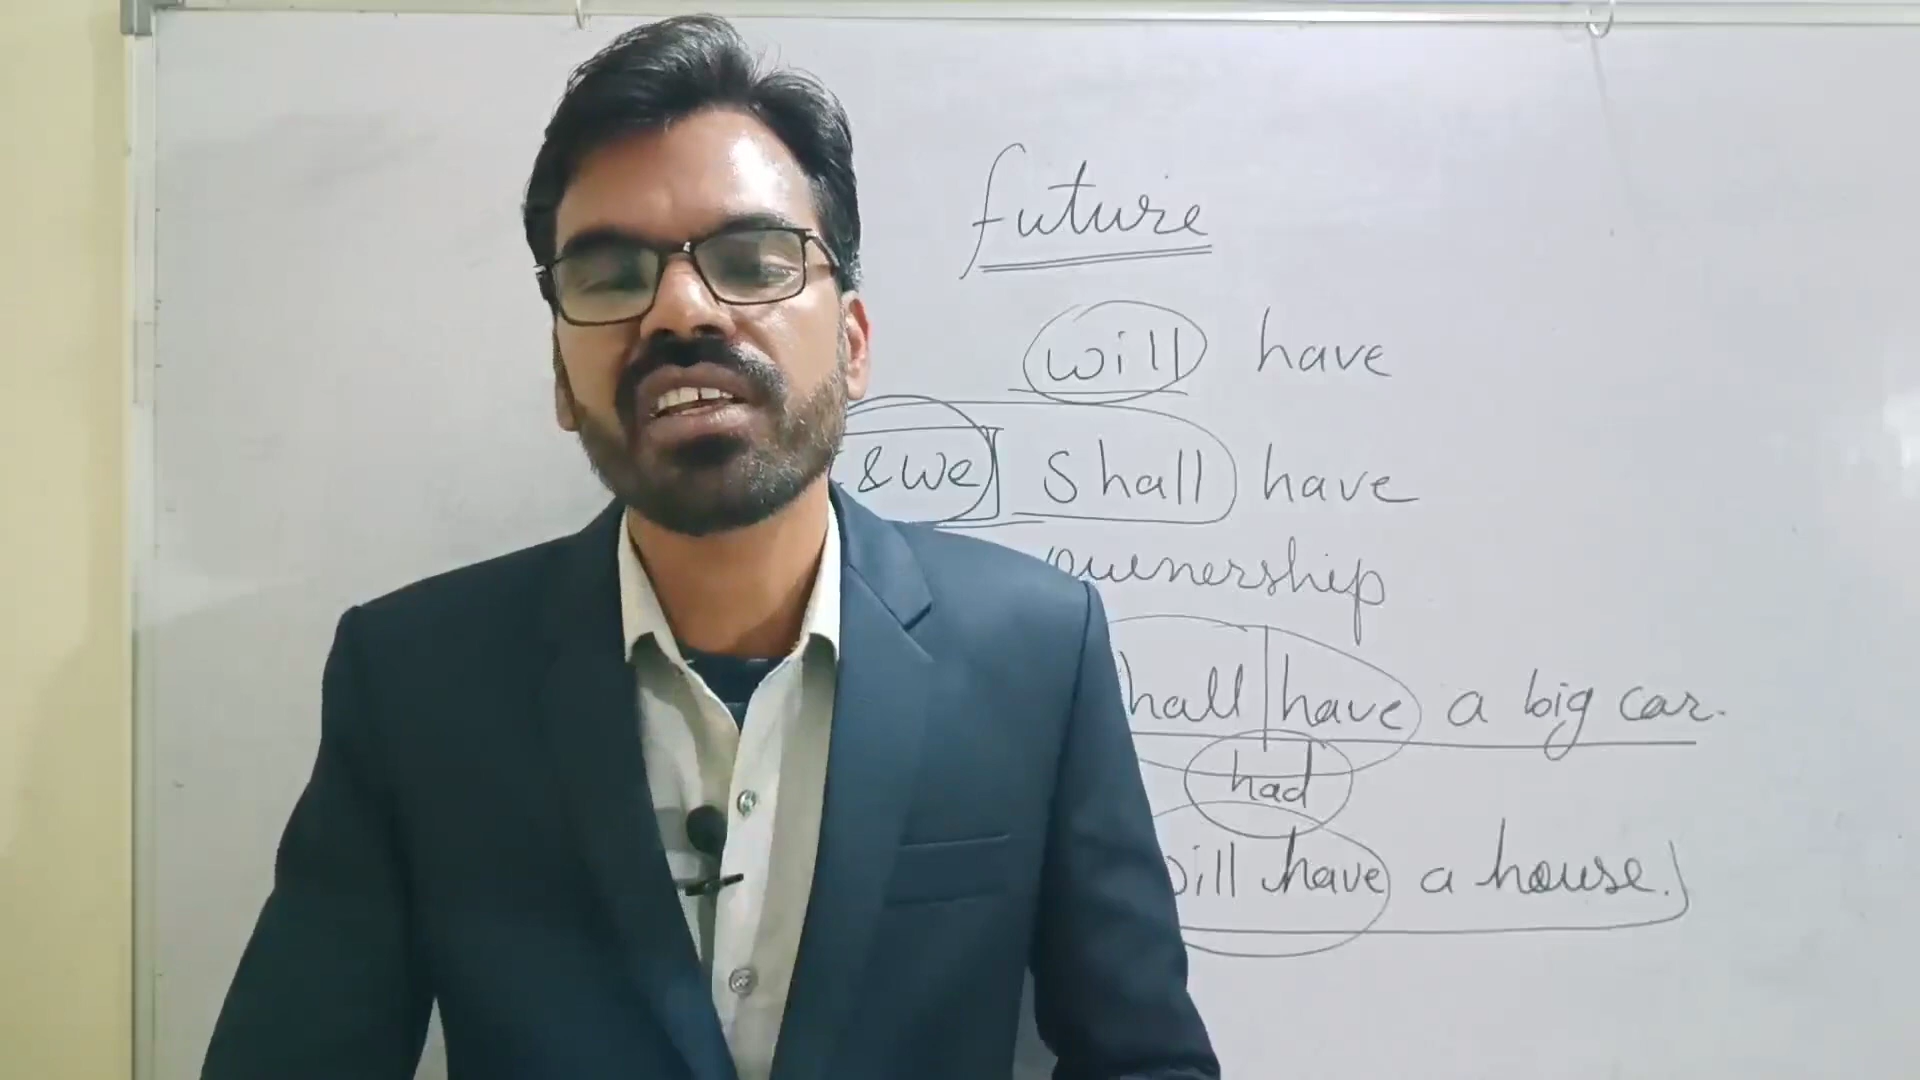 future
will have
&we shall have
ownership
hall have a big car.
had
will have a house.